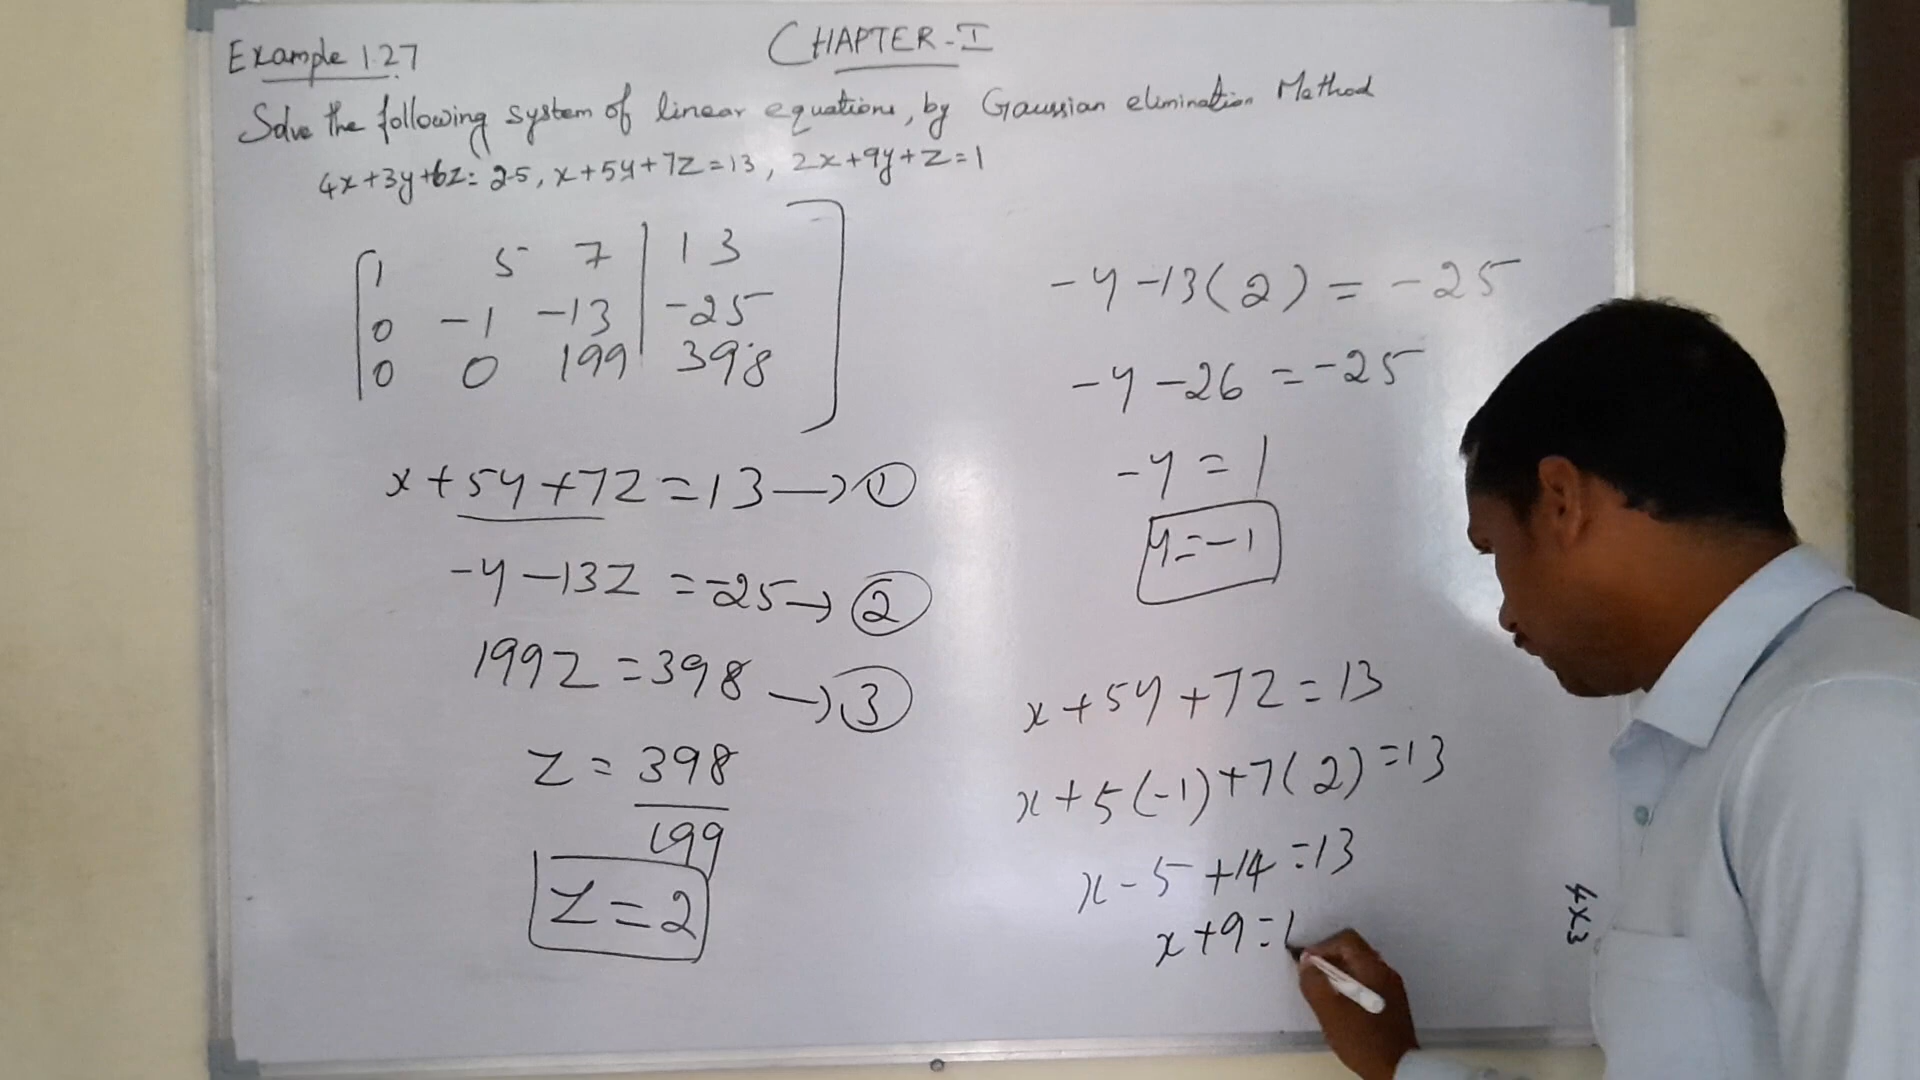 CHAPTER-I
Example 1.27
Solve the following system of linear equations, by Gaussian elimination Method
4x+3y+6z=25, x+5y+7z=13, 2x+9y+z=1
1 5 7 | 13
0 -1 -13 | -25
0 0 199 | 398
x+5y+7z=13→①
-y-13z=-25→②
199z=398→③
z=398
199
z=2
-y-13(2)=-25
-y-26=-25
-y=1
y=-1
x+5y+7z=13
x+5(-1)+7(2)=13
x-5+14=13
x+9=1
4x3